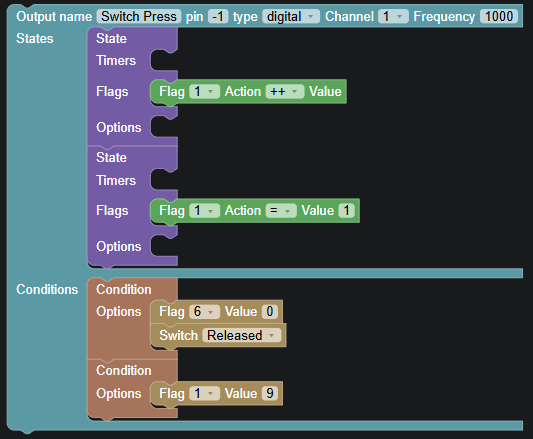 Output name Switch Press pin -1 type digital Channel 1 Frequency 1000
States State
Timers
Flags Flag 1 Action ++ Value
Options
State
Timers
Flags Flag 1 Action = Value 1
Options
Conditions Condition
Options Flag 6 Value 0
Switch Released
Condition
Options Flag 1 Value 9